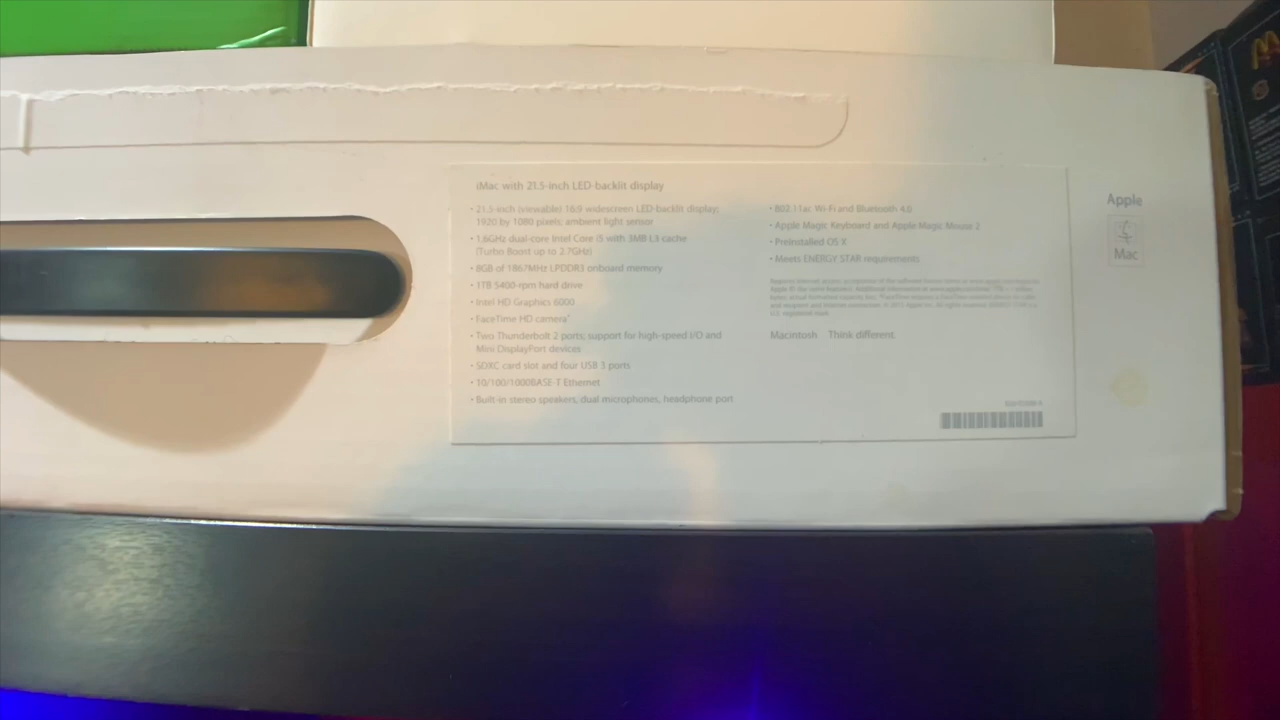 iMac with 21.5-inch LED-backlit display
• 21.5-inch (viewable) 16:9 widescreen LED-backlit display;
1920 by 1080 pixels; ambient light sensor
• 1.6GHz dual-core Intel Core i5 with 3MB L3 cache
(Turbo Boost up to 2.7GHz)
• 8GB of 1867MHz LPDDR3 onboard memory
• 1TB 5400-rpm hard drive
• Intel HD Graphics 6000
• FaceTime HD camera*
• Two Thunderbolt 2 ports; support for high-speed I/O and
Mini DisplayPort devices
• SDXC card slot and four USB 3 ports
• 10/100/1000BASE-T Ethernet
• Built-in stereo speakers, dual microphones, headphone port
• 802.11ac Wi-Fi and Bluetooth 4.0
• Apple Magic Keyboard and Apple Magic Mouse 2
• Preinstalled OS X
• Meets ENERGY STAR requirements
Macintosh Think different.
Apple
Mac